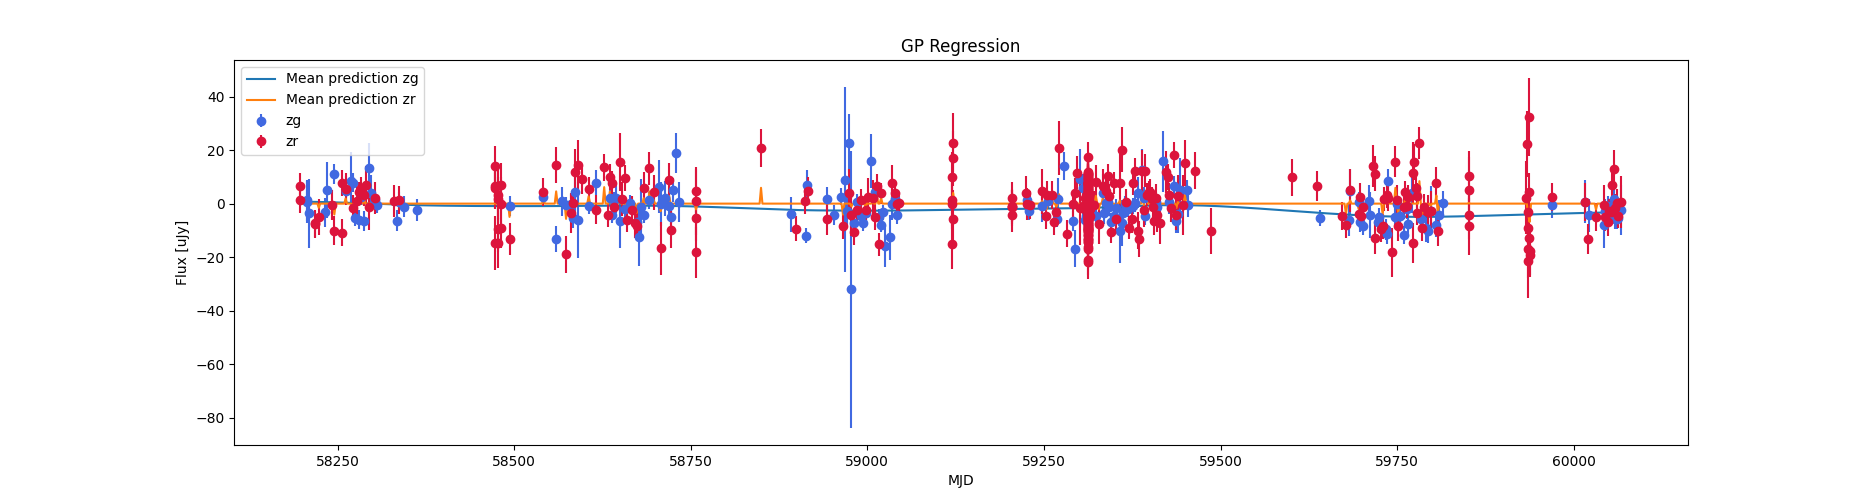 GP Regression
Mean prediction zg
Mean prediction zr
zg
zr
Flux [uJy]
40
20
0
−20
−40
−60
−80
58250
58500
58750
59000
59250
59500
59750
60000
MJD